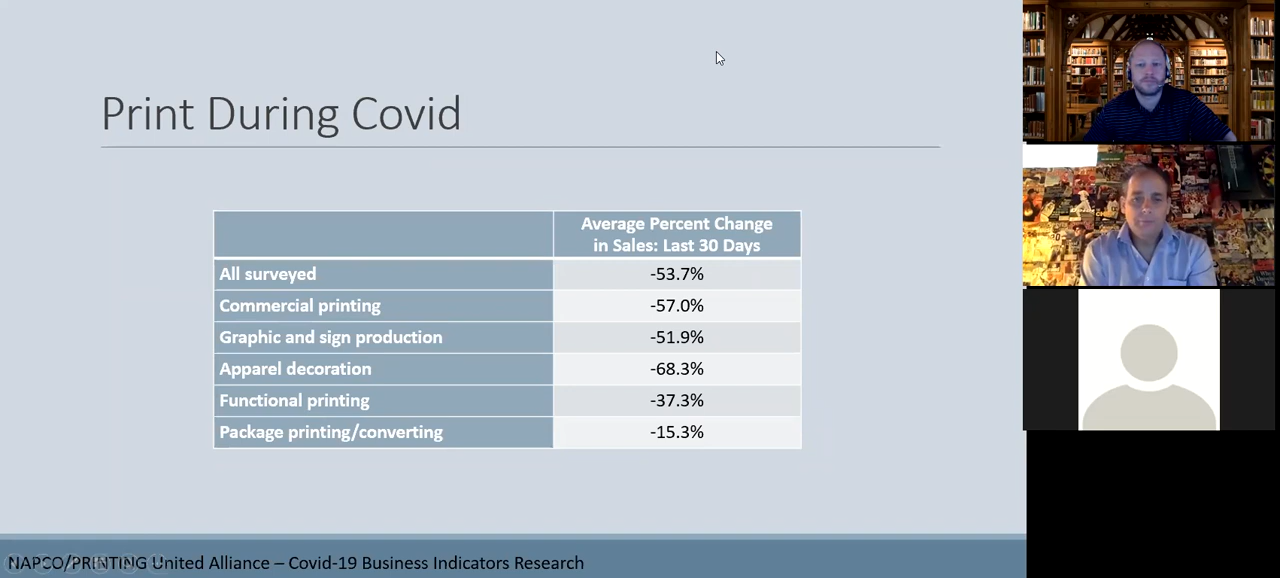 Print During Covid
Average Percent Change
in Sales: Last 30 Days
All surveyed -53.7%
Commercial printing -57.0%
Graphic and sign production -51.9%
Apparel decoration -68.3%
Functional printing -37.3%
Package printing/converting -15.3%
NAPCO/PRINTING United Alliance – Covid-19 Business Indicators Research